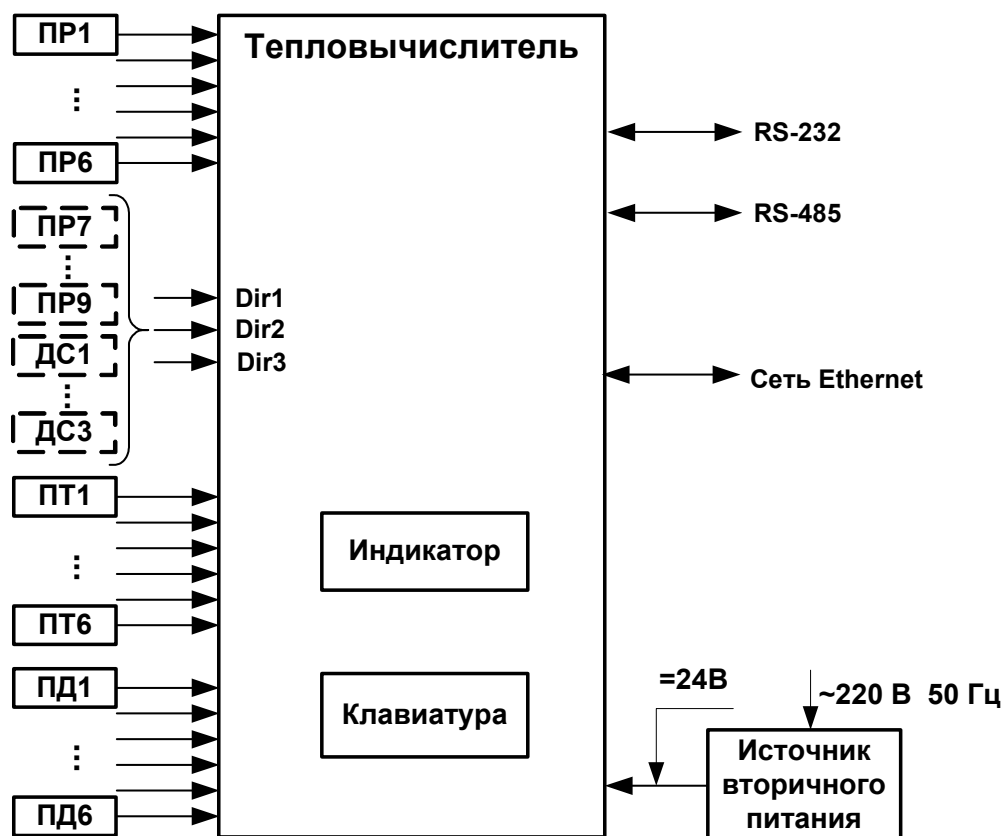 ПР1
Тепловычислитель
...
ПР6
RS-232
ПР7
RS-485
...
ПР9
Dir1
Dir2
ДС1
Dir3
...
Сеть Ethernet
ДС3
ПТ1
Индикатор
...
ПТ6
ПД1
=24В
~220 В 50 Гц
Клавиатура
...
Источник
вторичного
питания
ПД6